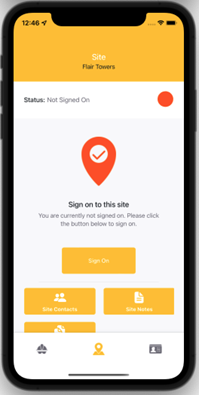 12:06
Site
Flair Towers
Status: Not Signed On
Sign on to this site
You are currently not signed on. Please click
the button below to sign on.
Sign On
Site Contacts
Site Notes